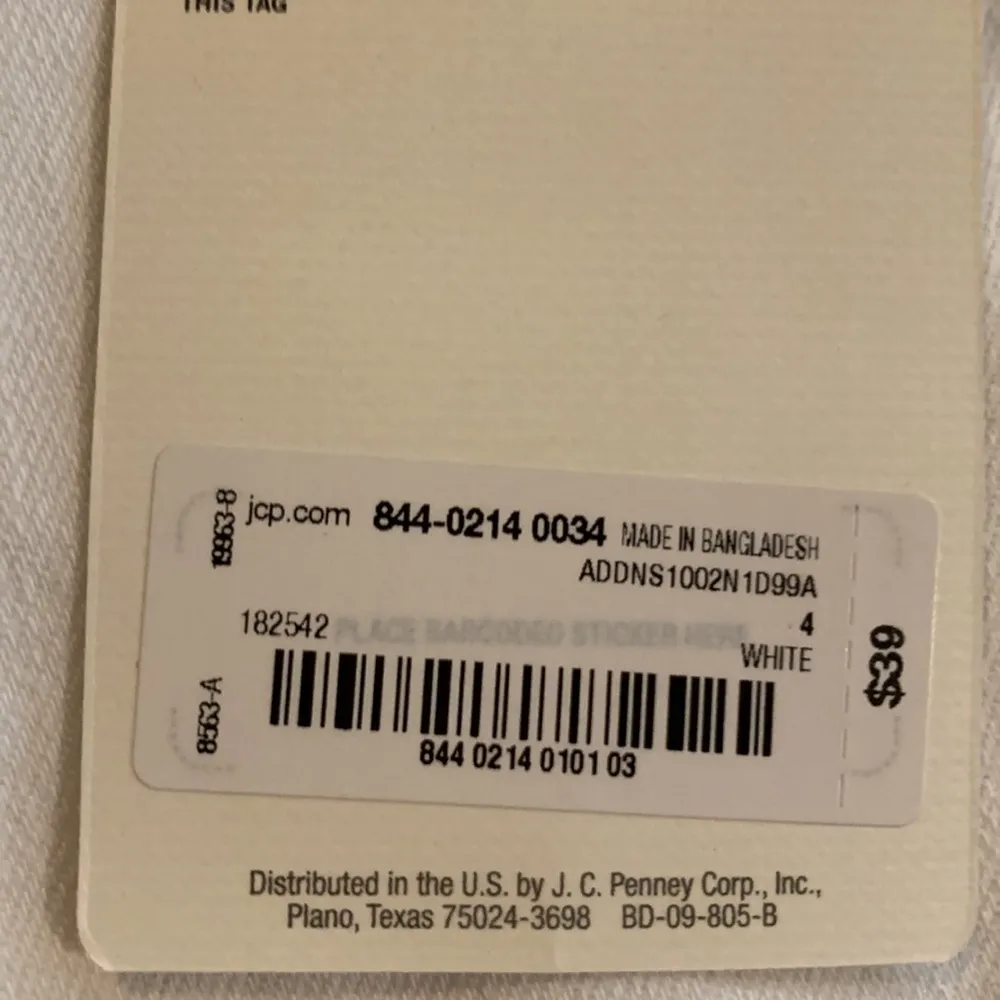 THIS TAG
jcp.com 844-0214 0034 MADE IN BANGLADESH
ADDNS1002N1D99A
182542 PLACE BARCODED STICKER HERE 4
WHITE
844 0214 0101 03
19963-8
8563-A
$39
Distributed in the U.S. by J. C. Penney Corp., Inc.,
Plano, Texas 75024-3698 BD-09-805-B